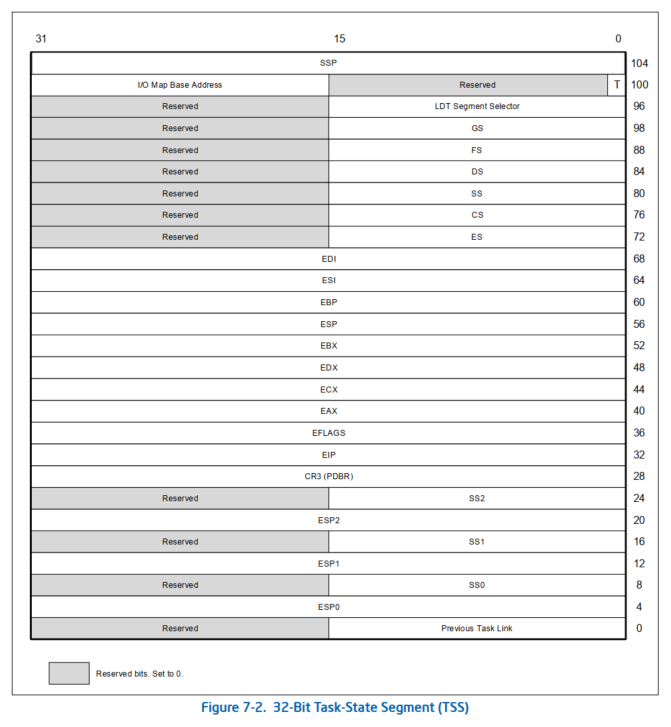 31 15 0
SSP 104
I/O Map Base Address Reserved T 100
Reserved LDT Segment Selector 96
Reserved GS 98
Reserved FS 88
Reserved DS 84
Reserved SS 80
Reserved CS 76
Reserved ES 72
EDI 68
ESI 64
EBP 60
ESP 56
EBX 52
EDX 48
ECX 44
EAX 40
EFLAGS 36
EIP 32
CR3 (PDBR) 28
Reserved SS2 24
ESP2 20
Reserved SS1 16
ESP1 12
Reserved SS0 8
ESP0 4
Reserved Previous Task Link 0
Reserved bits. Set to 0.
Figure 7-2. 32-Bit Task-State Segment (TSS)